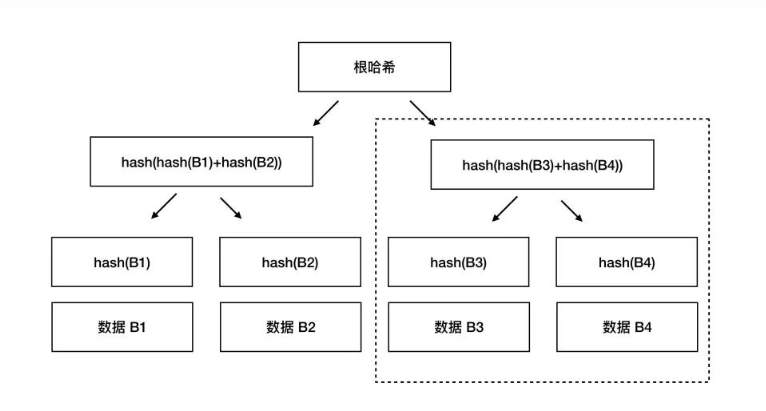 根哈希
hash(hash(B1)+hash(B2))
hash(hash(B3)+hash(B4))
hash(B1)
hash(B2)
hash(B3)
hash(B4)
数据 B1
数据 B2
数据 B3
数据 B4